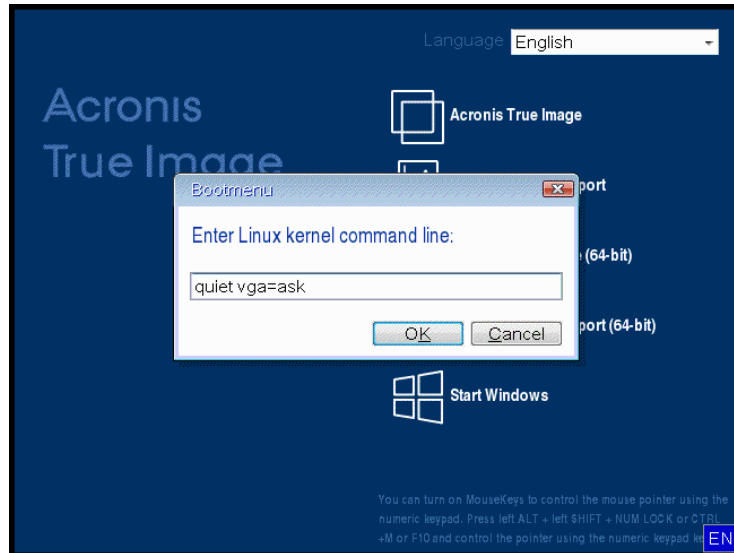 Language English
Acronis
True Image
Acronis True Image
port
Bootmenu
Enter Linux kernel command line:
(64-bit)
quiet vga=ask
OK Cancel
port (64-bit)
Start Windows
You can turn on MouseKeys to control the mouse pointer using the
numeric keypad. Press left ALT + left SHIFT + NUM LOCK or CTRL
+M or F10 and control the pointer using the numeric keypad
EN